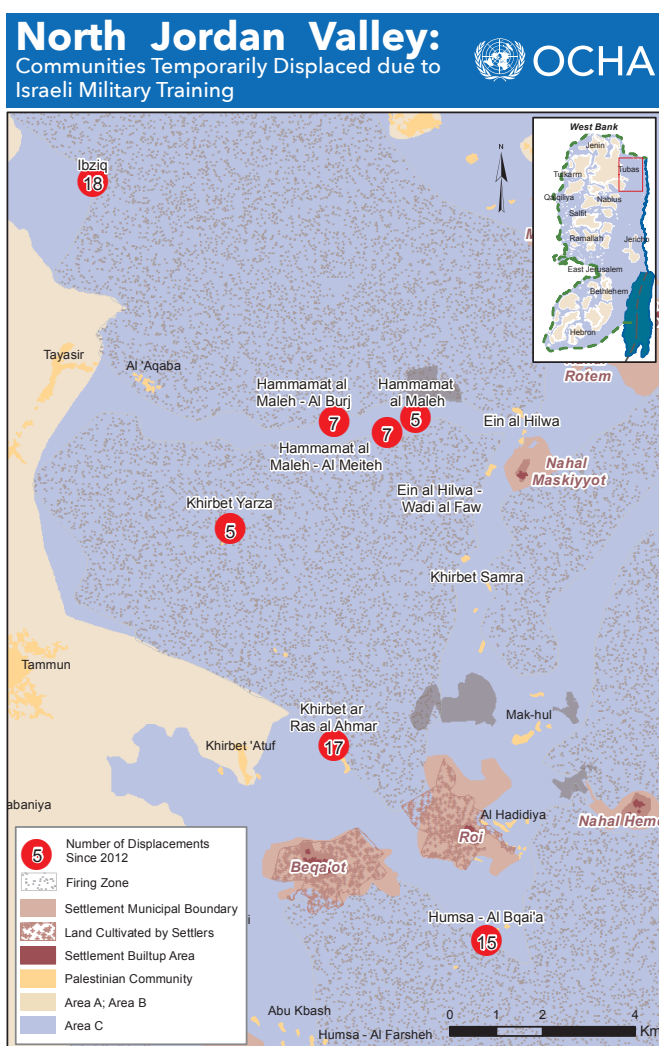 North Jordan Valley:
Communities Temporarily Displaced due to
Israeli Military Training
OCHA
West Bank
Jenin
Tubas
Tulkarm
Qalqiliya
Nablus
Salfit
Ramallah
Jericho
East Jerusalem
Bethlehem
Hebron
N
Ibziq
18
Tayasir
Al 'Aqaba
Hammamat al
Maleh - Al Burj
7
Hammamat
al Maleh
5
7
Hammamat al
Maleh - Al Meiteh
Rotem
Ein al Hilwa
Nahal
Maskiyyot
Ein al Hilwa -
Wadi al Faw
Khirbet Yarza
5
Khirbet Samra
Tammun
Khirbet ar
Ras al Ahmar
17
Mak-hul
Khirbet 'Atuf
abaniya
Al Hadidiya
Roi
Nahal Hem
Beqa'ot
Humsa - Al Bqai'a
15
Abu Kbash
Humsa - Al Farsheh
5
Number of Displacements
Since 2012
Firing Zone
Settlement Municipal Boundary
Land Cultivated by Settlers
Settlement Builtup Area
Palestinian Community
Area A; Area B
Area C
0 1 2 4
Km